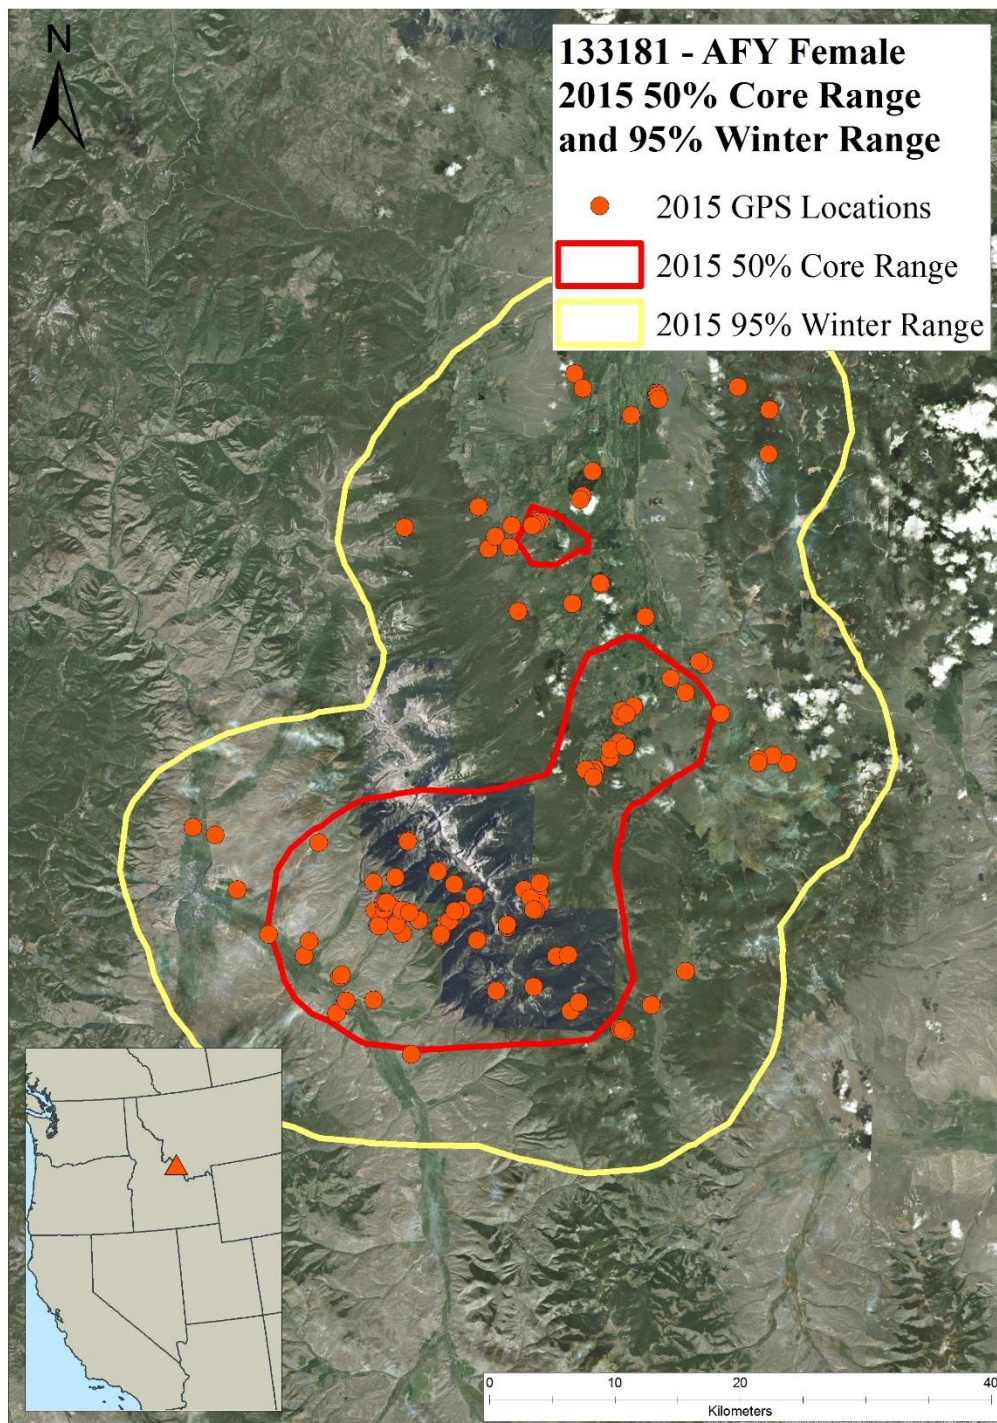 N
133181 - AFY Female
2015 50% Core Range
and 95% Winter Range
2015 GPS Locations
2015 50% Core Range
2015 95% Winter Range
0 10 20 40
Kilometers